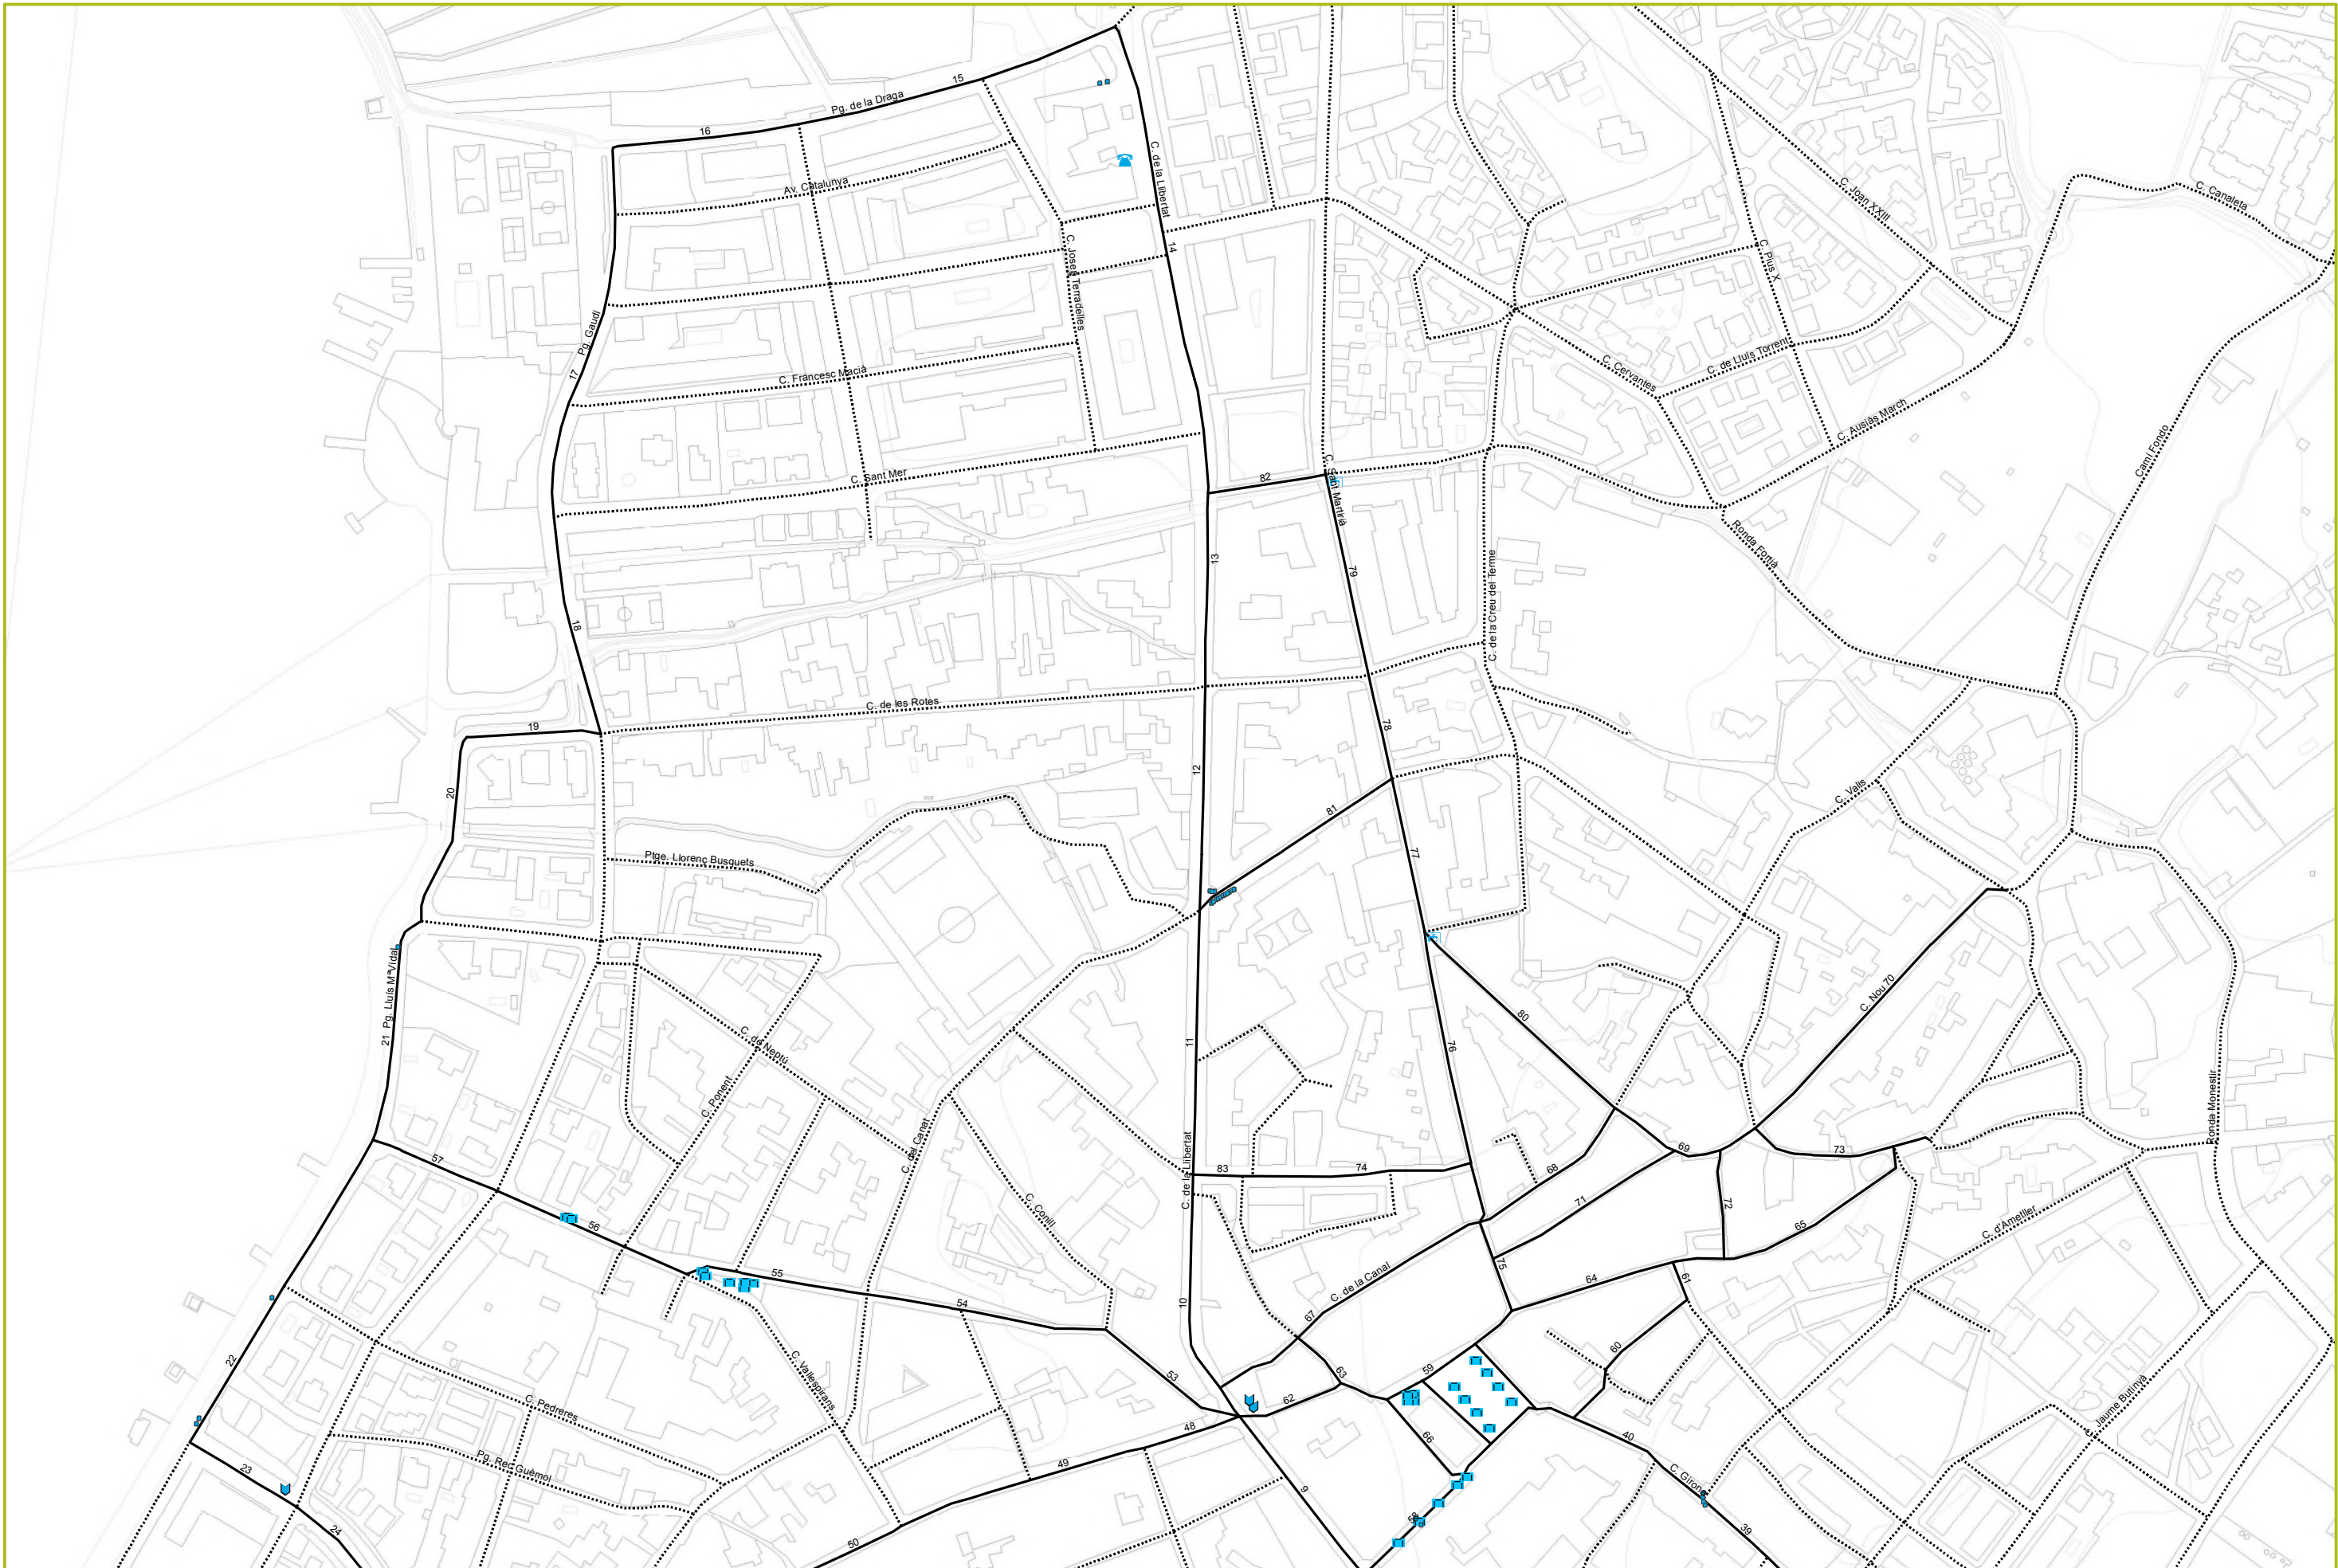 15
Pg. de la Draga
16
C. de la Llibertat
Av. Catalunya
C. Joan XXIII
C. Canaleta
14
C. Josep Terradelles
C. Pius X
Pg. Gaudí
17
C. Francesc Macià
C. Cervantes
C. de Lluís Torrent
C. Ausiàs March
Camí Fondo
C. Sant Mer
82
C. Sant Martirià
13
79
C. de la Creu del Terme
Ronda Fortià
18
C. de les Rotes
19
78
12
20
81
C. Valls
77
Ptge. Llorenç Busquets
21 Pg. Lluís Mª Vidal
C. Nou 70
80
C. de Neptú
11
76
C. Ponent
C. del Canat
Ronda Monestir
57
C. de la Llibertat
83
74
69
73
68
C. Conill
56
71
72
65
C. d'Ametller
55
75
C. de la Canal
64
61
54
10
67
60
22
53
C. Vallespirans
63
59
C. Pedreres
62
48
66
40
Jaume Butinyà
Pg. Rec Guèmol
23
49
9
C. Girona
24
50
39